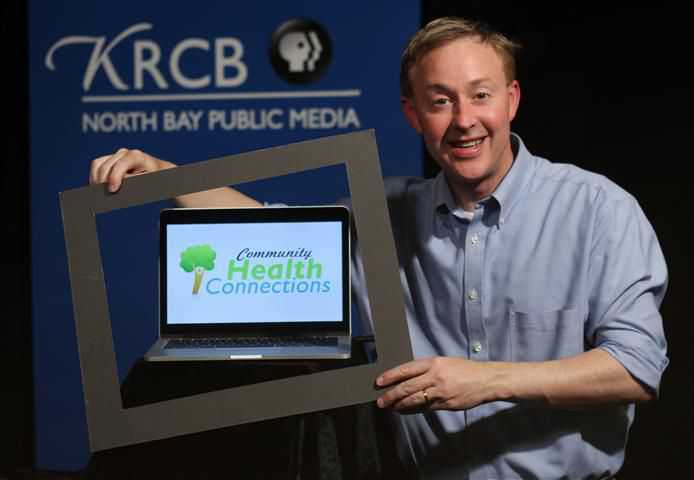 KRCB
NORTH BAY PUBLIC MEDIA
Community
Health
Connections